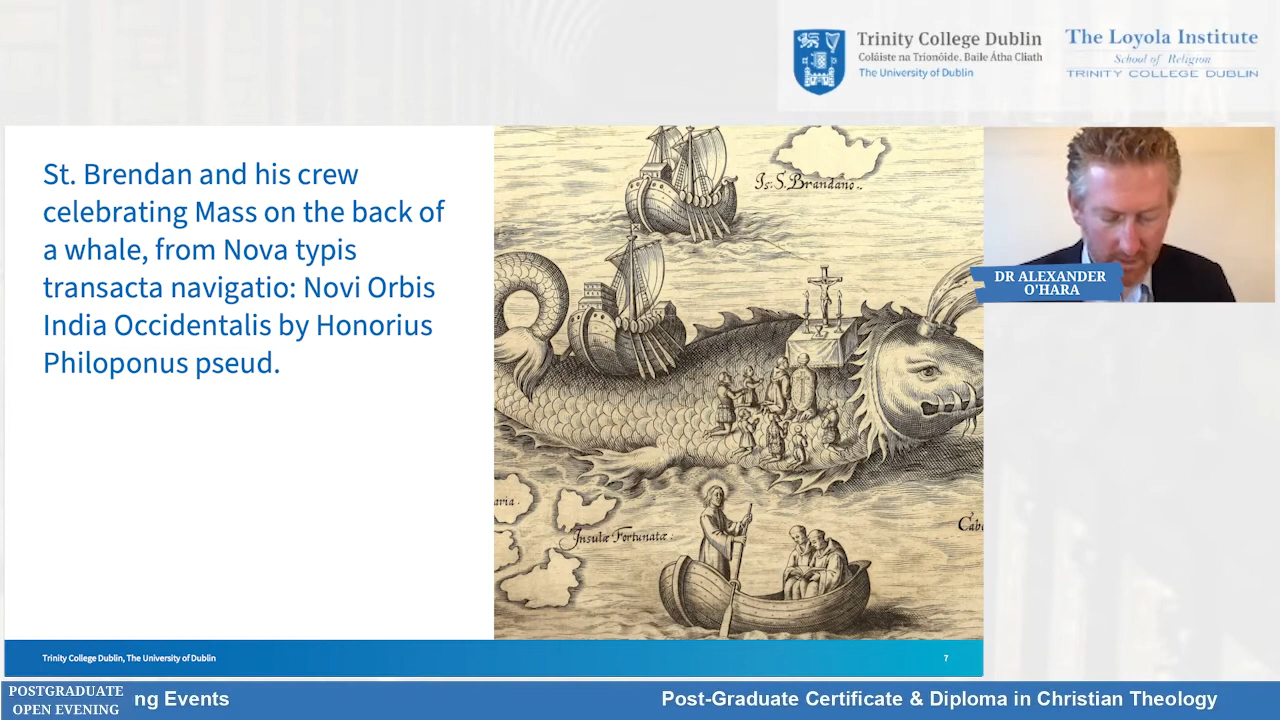 Trinity College Dublin
Coláiste na Tríonóide, Baile Átha Cliath
The University of Dublin
The Loyola Institute
School of Religion
TRINITY COLLEGE DUBLIN
St. Brendan and his crew
celebrating Mass on the back of
a whale, from Nova typis
transacta navigatio: Novi Orbis
India Occidentalis by Honorius
Philoponus pseud.
Is: S. Brandano..
aria.
Insulæ Fortunatæ:
Cab
DR ALEXANDER
O'HARA
Trinity College Dublin, The University of Dublin
7
POSTGRADUATE
OPEN EVENING
ng Events
Post-Graduate Certificate & Diploma in Christian Theology